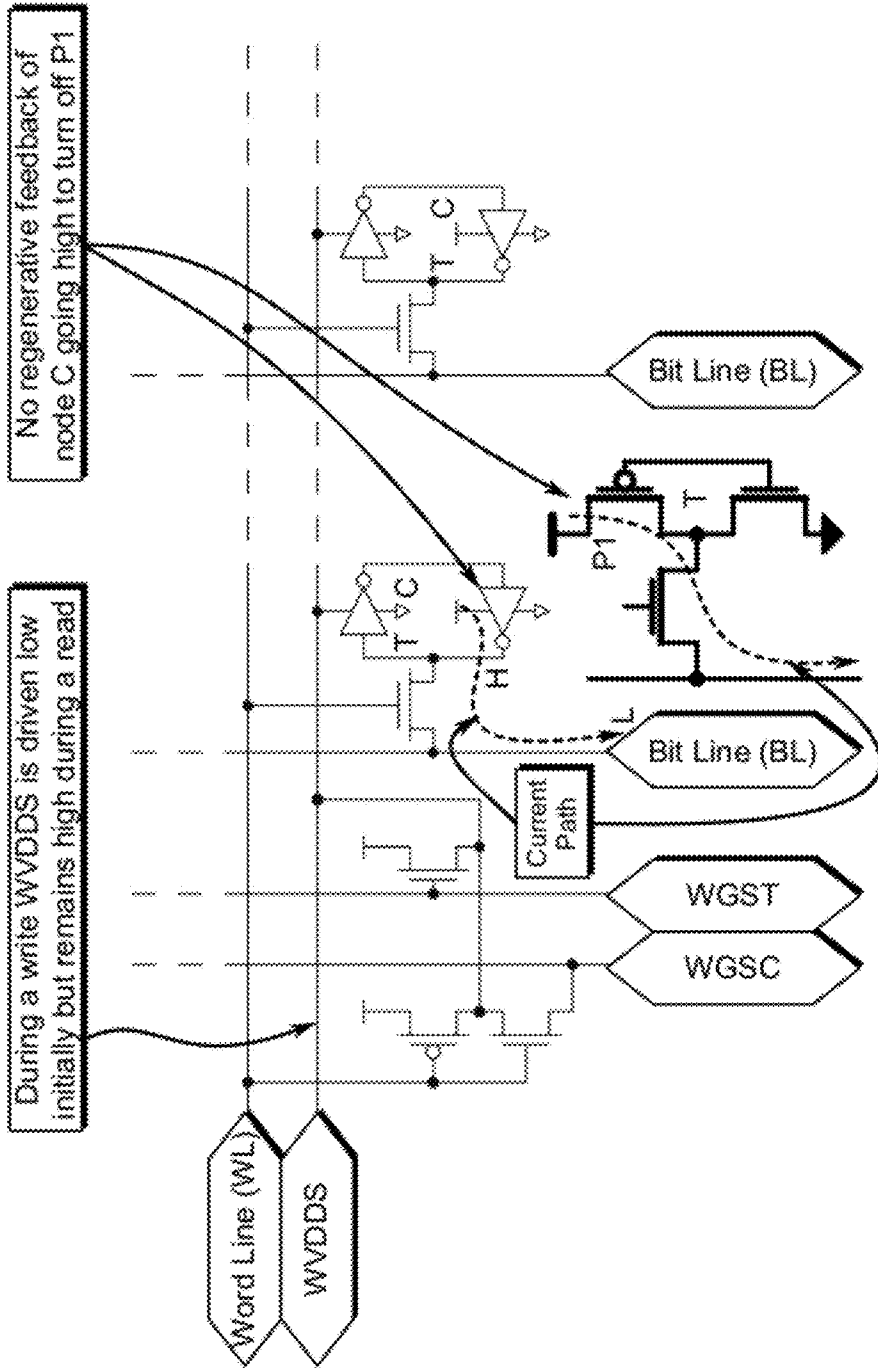 During a write WVDDS is driven low
initially but remains high during a read
No regenerative feedback of
node C going high to turn off P1
Word Line (WL)
WVDDS
T
C
T
C
H
L
P1
T
Current
Path
WGSC
WGST
Bit Line (BL)
Bit Line (BL)